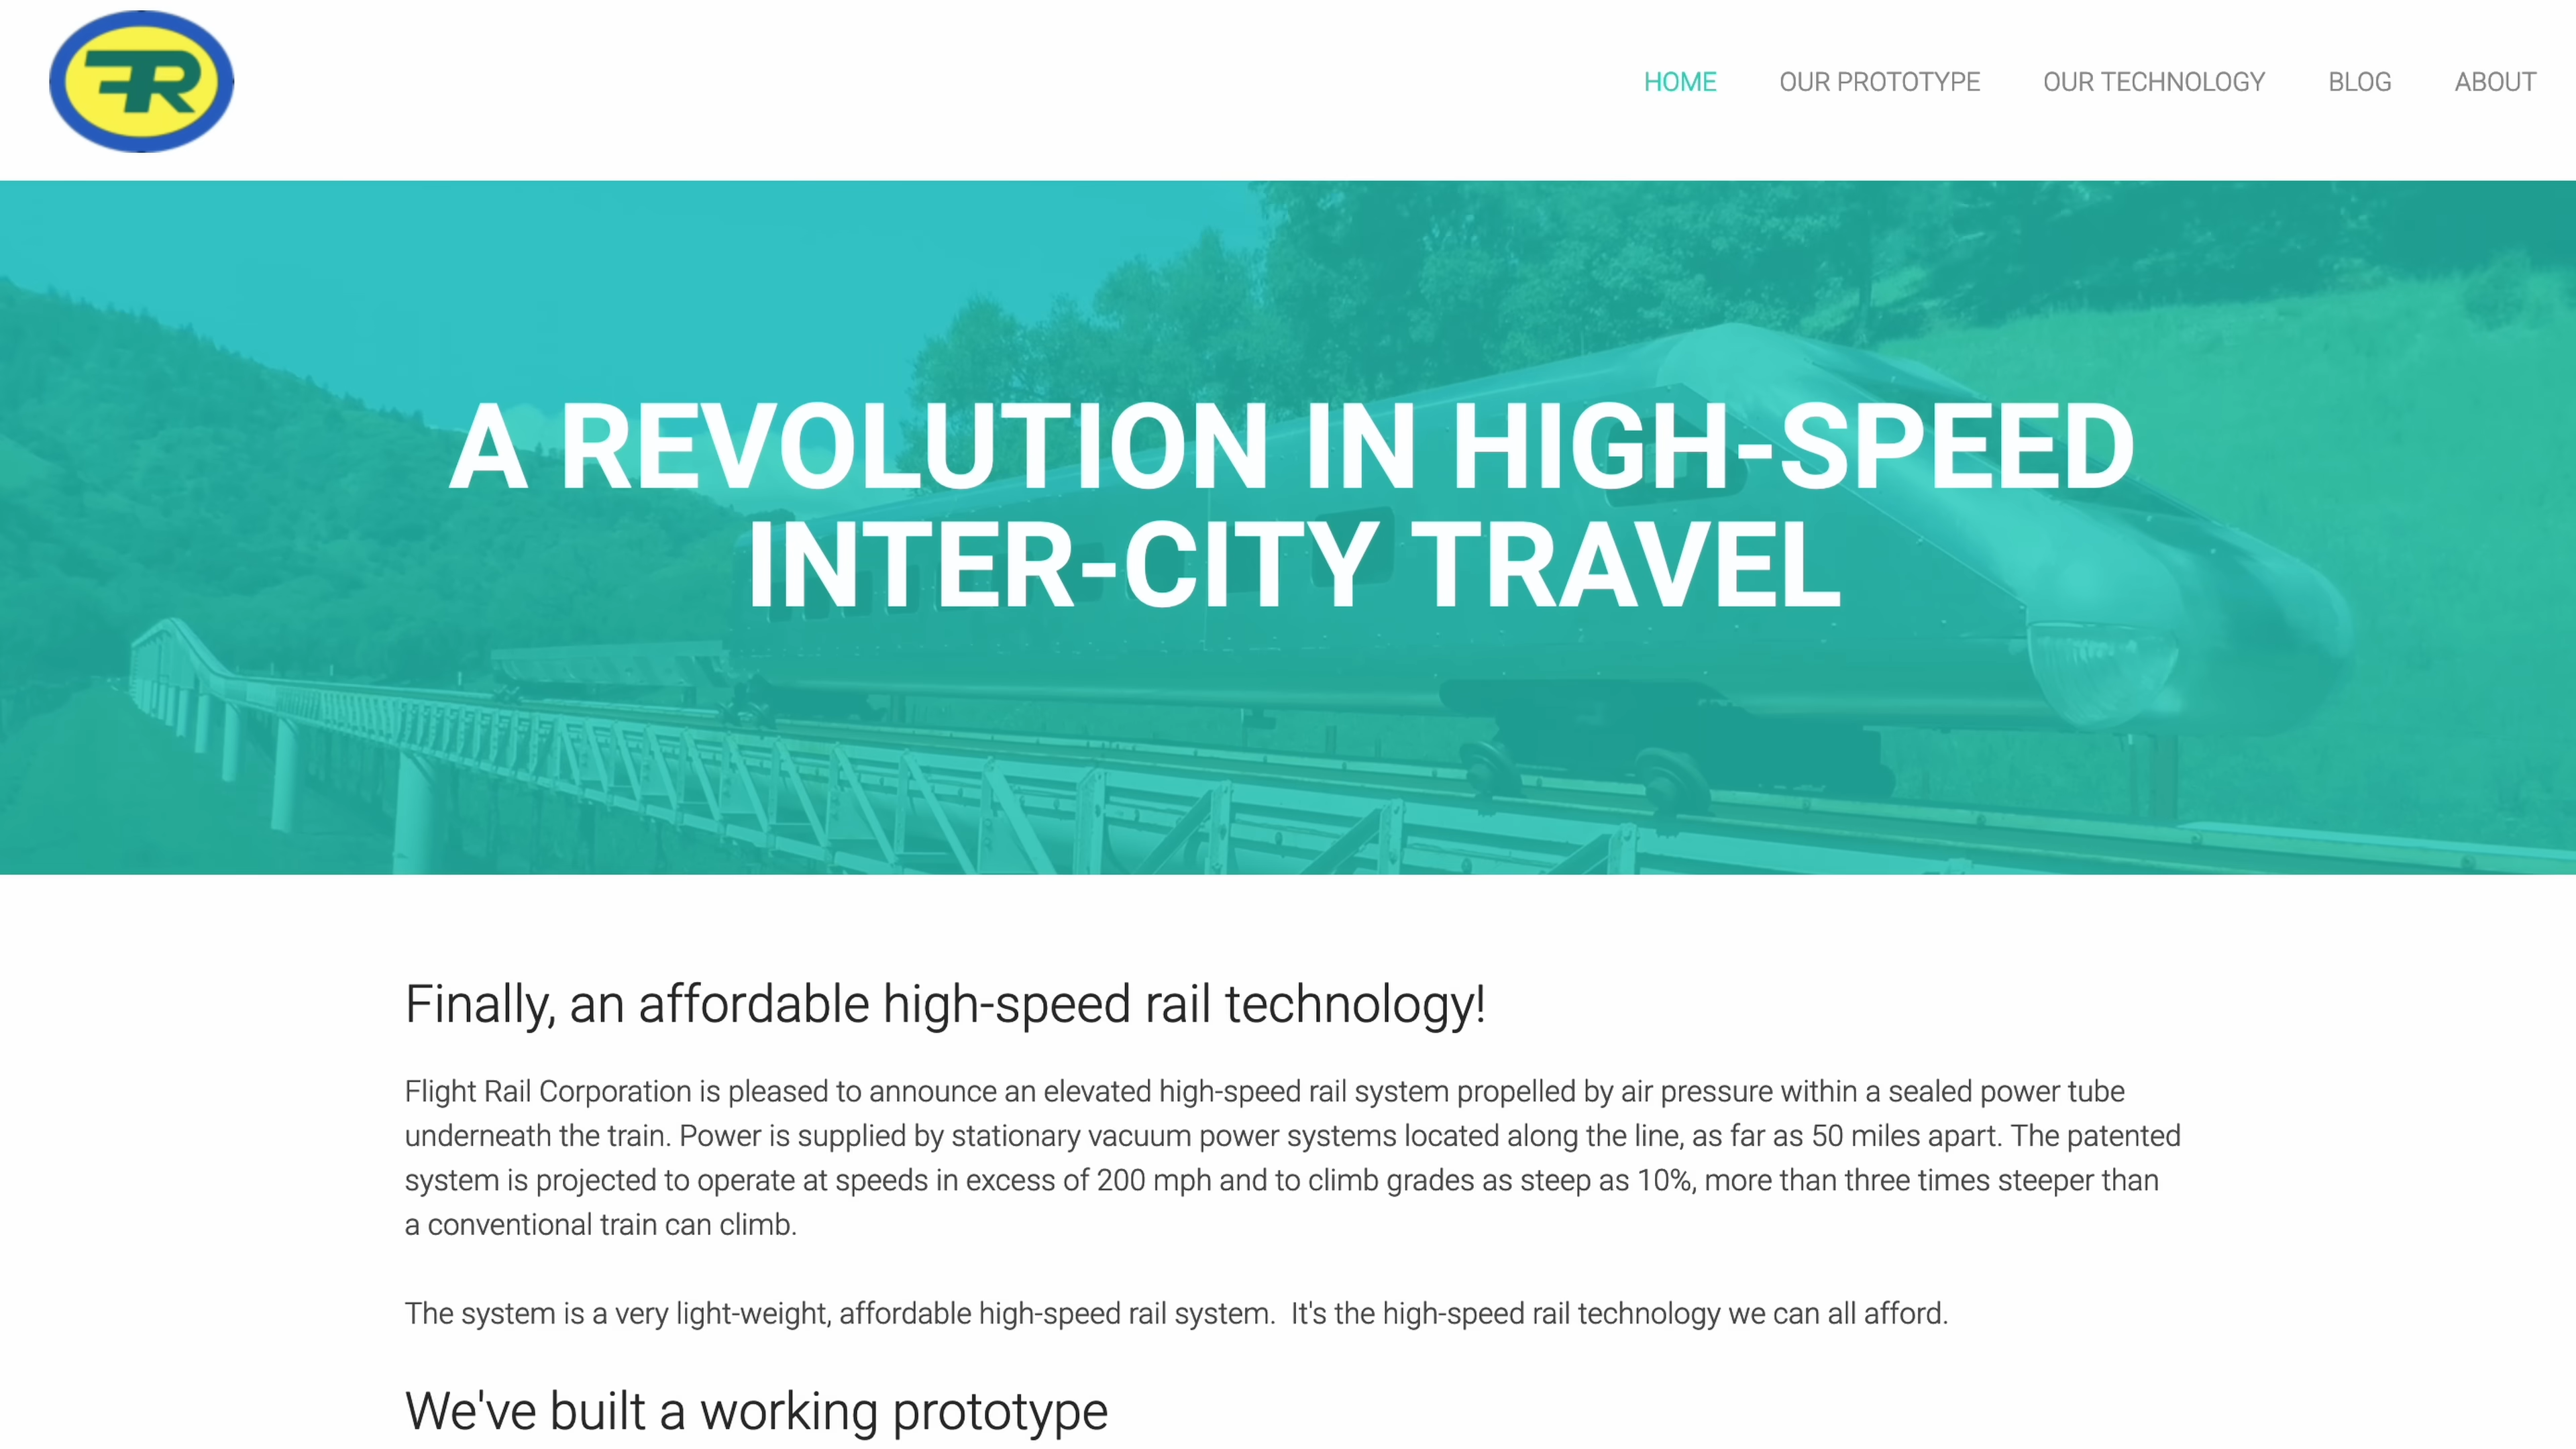 FR
HOME OUR PROTOTYPE OUR TECHNOLOGY BLOG ABOUT
A REVOLUTION IN HIGH-SPEED
INTER-CITY TRAVEL
Finally, an affordable high-speed rail technology!
Flight Rail Corporation is pleased to announce an elevated high-speed rail system propelled by air pressure within a sealed power tube
underneath the train. Power is supplied by stationary vacuum power systems located along the line, as far as 50 miles apart. The patented
system is projected to operate at speeds in excess of 200 mph and to climb grades as steep as 10%, more than three times steeper than
a conventional train can climb.
The system is a very light-weight, affordable high-speed rail system.  It's the high-speed rail technology we can all afford.
We've built a working prototype